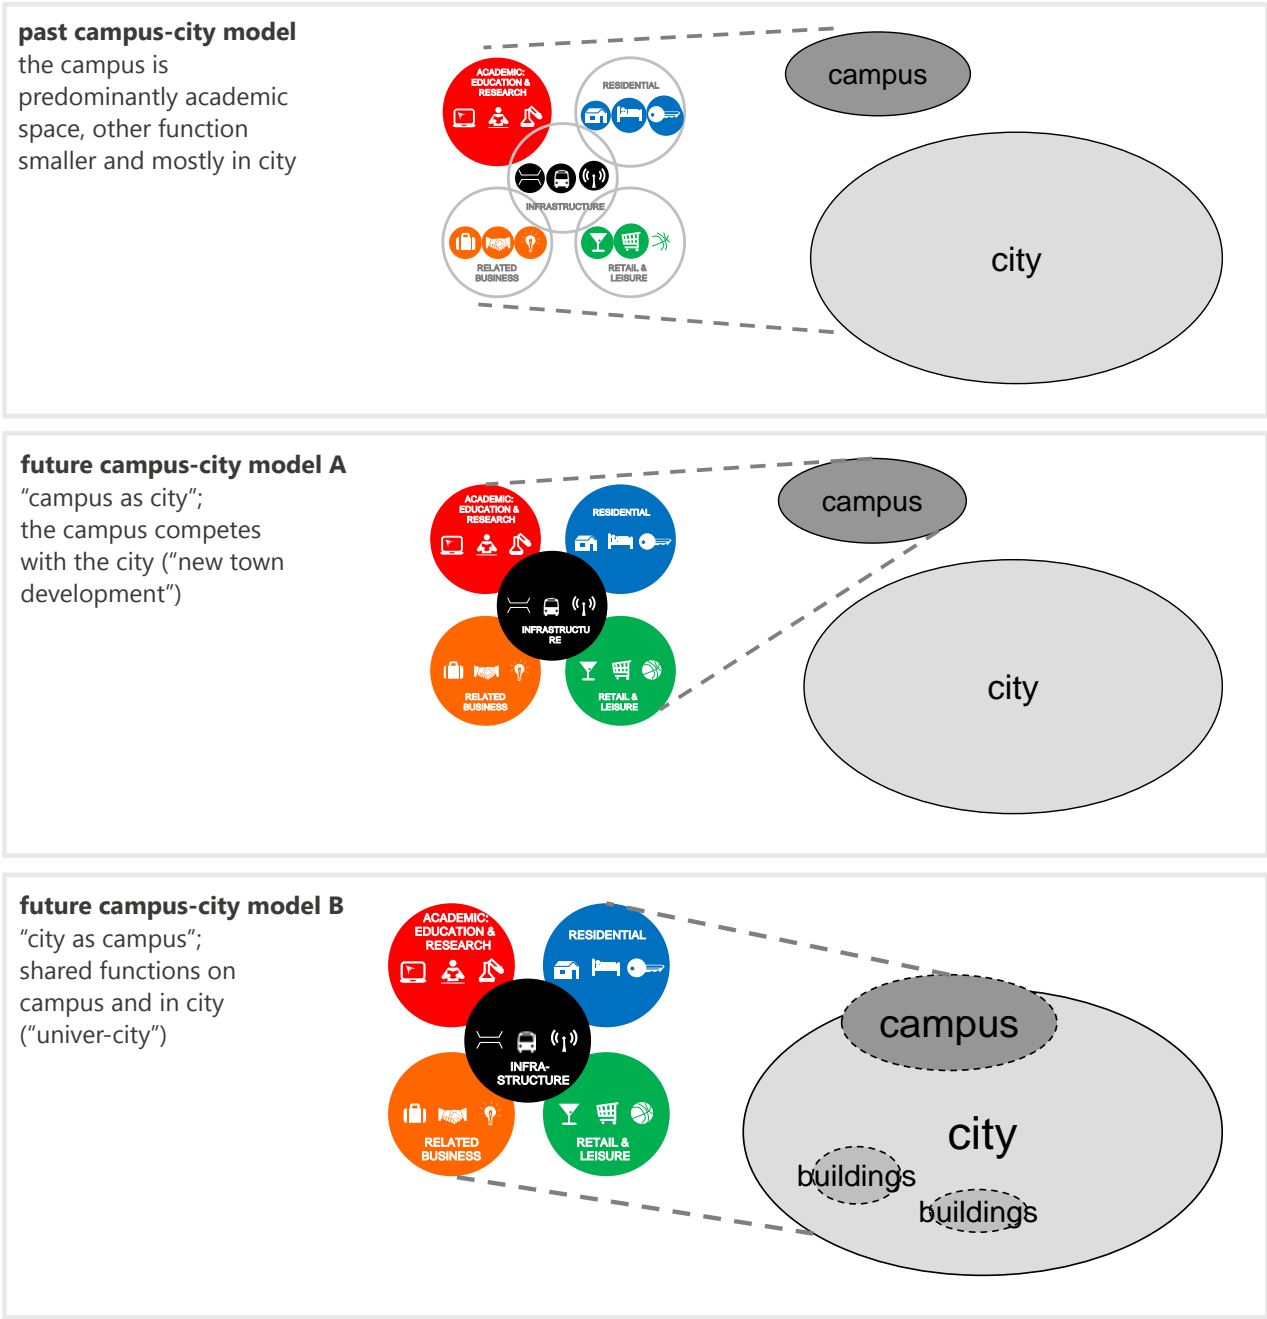 past campus-city model
the campus is
predominantly academic
space, other function
smaller and mostly in city
ACADEMIC:
EDUCATION &
RESEARCH
RESIDENTIAL
INFRASTRUCTURE
RELATED
BUSINESS
RETAIL &
LEISURE
campus
city
future campus-city model A
“campus as city”;
the campus competes
with the city (“new town
development”)
ACADEMIC:
EDUCATION &
RESEARCH
RESIDENTIAL
INFRASTRUCTU
RE
RELATED
BUSINESS
RETAIL &
LEISURE
campus
city
future campus-city model B
“city as campus”;
shared functions on
campus and in city
(“univer-city”)
ACADEMIC:
EDUCATION &
RESEARCH
RESIDENTIAL
INFRA-
STRUCTURE
RELATED
BUSINESS
RETAIL &
LEISURE
campus
city
buildings
buildings